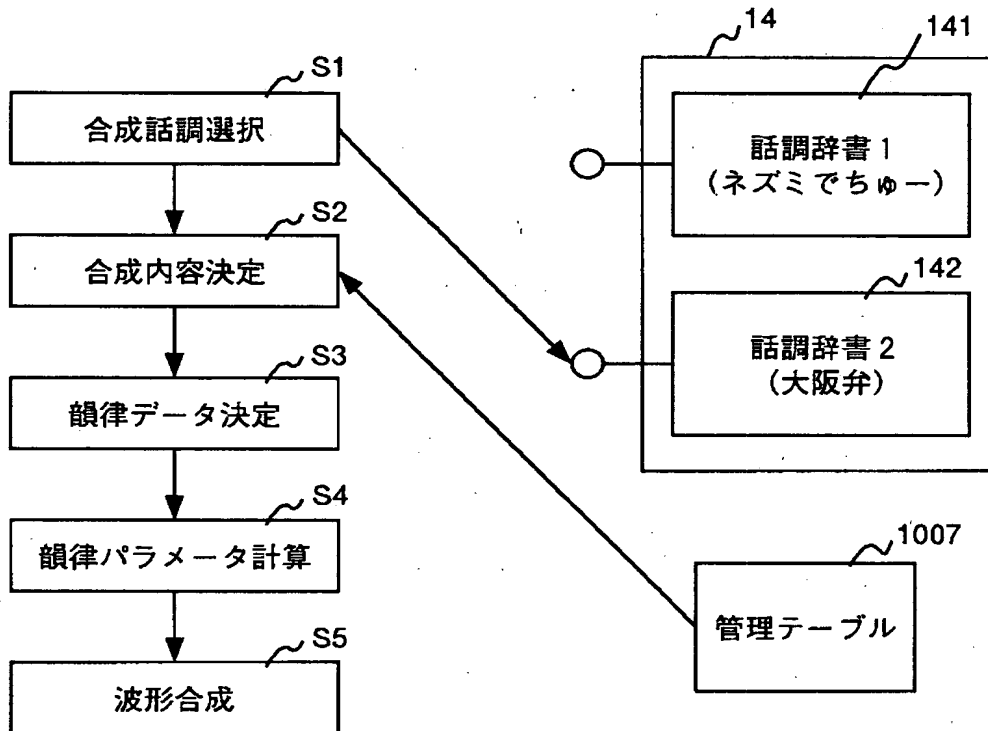 S1
合成話調選択
S2
合成内容決定
S3
韻律データ決定
S4
韻律パラメータ計算
S5
波形合成
14
141
話調辞書1
(ネズミでちゅー)
142
話調辞書2
(大阪弁)
1007
管理テーブル